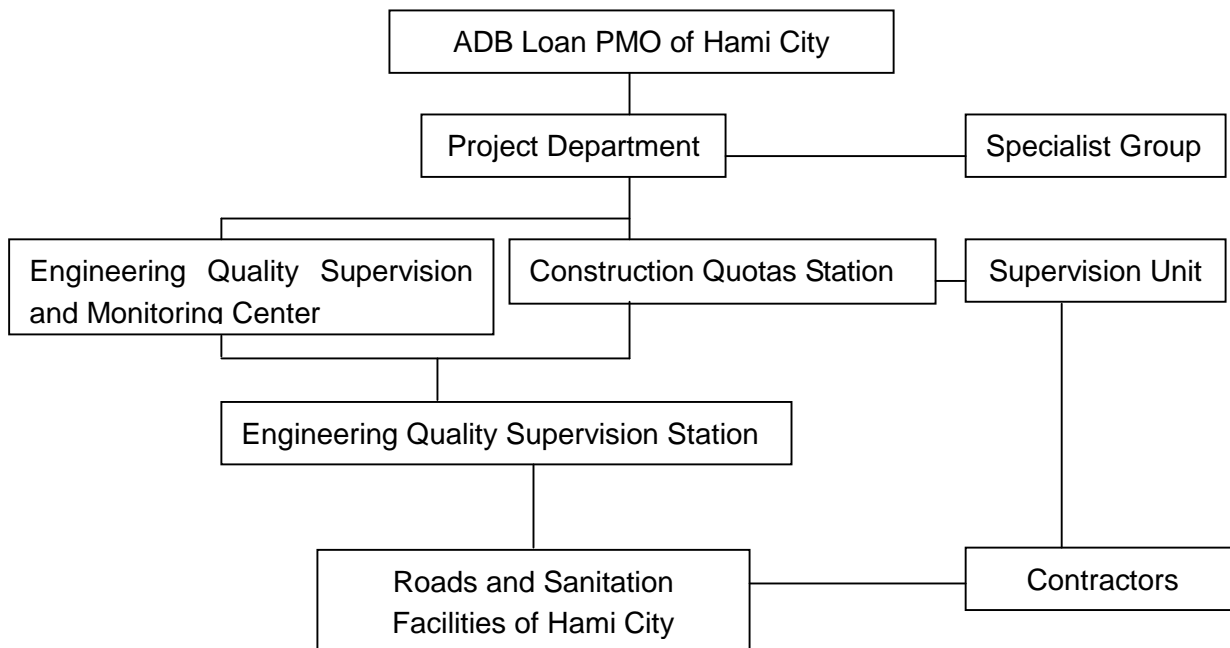 ADB Loan PMO of Hami City
Project Department
Specialist Group
Engineering Quality Supervision
and Monitoring Center
Construction Quotas Station
Supervision Unit
Engineering Quality Supervision Station
Roads and Sanitation
Facilities of Hami City
Contractors